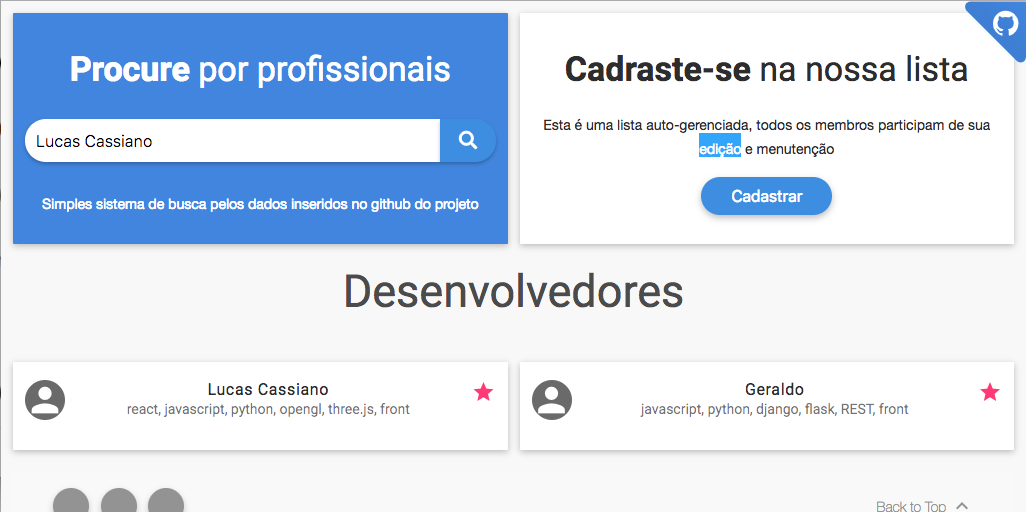 Procure por profissionais
Lucas Cassiano
Simples sistema de busca pelos dados inseridos no github do projeto
Cadraste-se na nossa lista
Esta é uma lista auto-gerenciada, todos os membros participam de sua
edição e menutenção
Cadastrar
Desenvolvedores
Lucas Cassiano
react, javascript, python, opengl, three.js, front
Geraldo
javascript, python, django, flask, REST, front
Back to Top